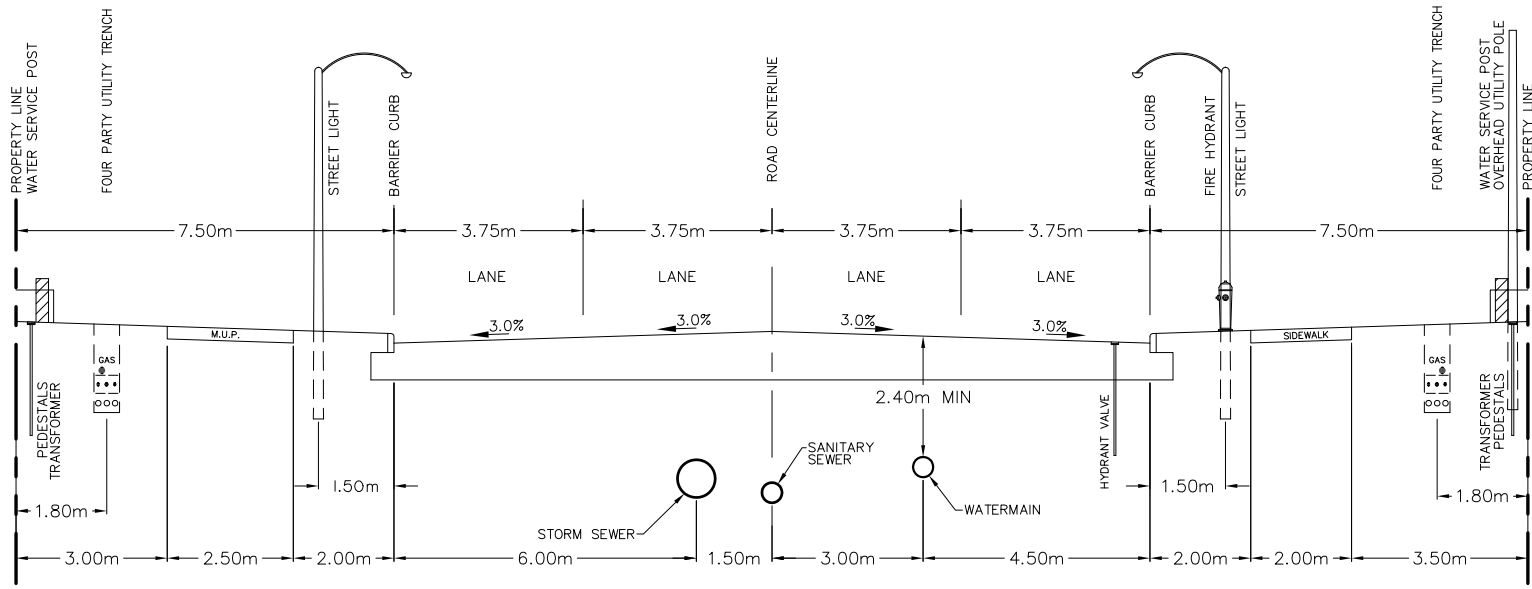 PROPERTY LINE
WATER SERVICE POST
FOUR PARTY UTILITY TRENCH
STREET LIGHT
BARRIER CURB
ROAD CENTERLINE
BARRIER CURB
FIRE HYDRANT
STREET LIGHT
FOUR PARTY UTILITY TRENCH
WATER SERVICE POST
OVERHEAD UTILITY POLE
PROPERTY LINE
7.50m
3.75m
3.75m
3.75m
3.75m
7.50m
LANE
LANE
LANE
LANE
3.0%
3.0%
3.0%
3.0%
M.U.P.
SIDEWALK
GAS
GAS
PEDESTALS
TRANSFORMER
2.40m MIN
HYDRANT VALVE
TRANSFORMER
PEDESTALS
SANITARY
SEWER
1.50m
1.50m
1.80m
1.80m
WATERMAIN
STORM SEWER
3.00m
2.50m
2.00m
6.00m
1.50m
3.00m
4.50m
2.00m
2.00m
3.50m